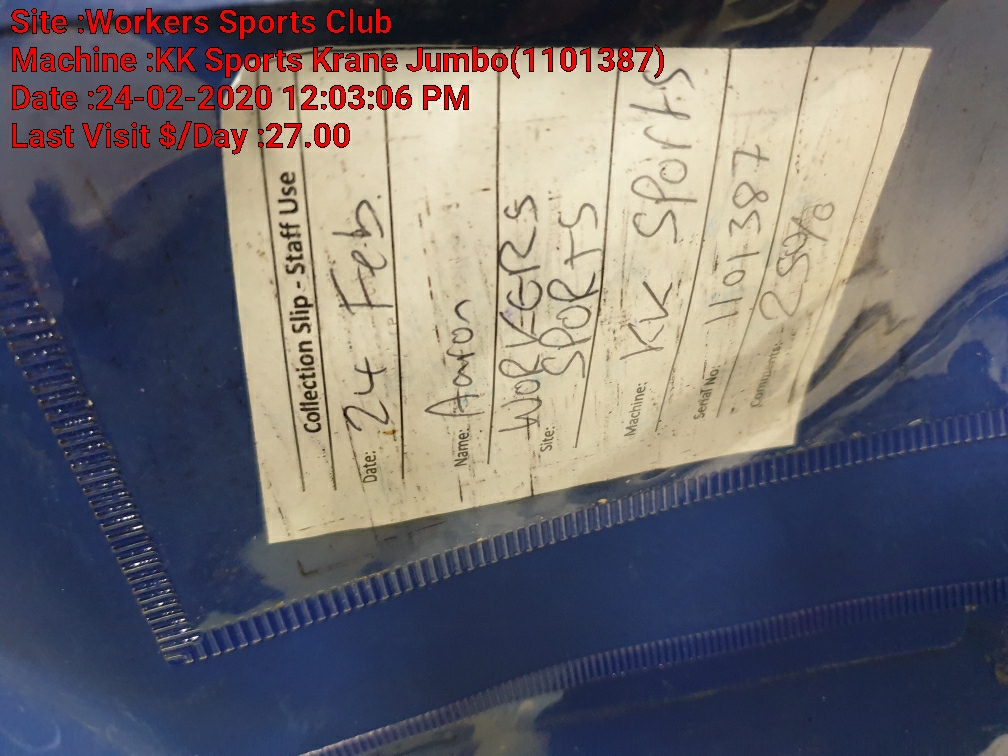 Site :Workers Sports Club
Machine :KK Sports Krane Jumbo(1101387)
Date :24-02-2020 12:03:06 PM
Last Visit $/Day :27.00
Collection Slip - Staff Use
Date: 24 Feb.
Name: Aaron
WORKERS
Site: SPORTS
Machine: KK SPORTS
Serial No: 1101387
Comments: